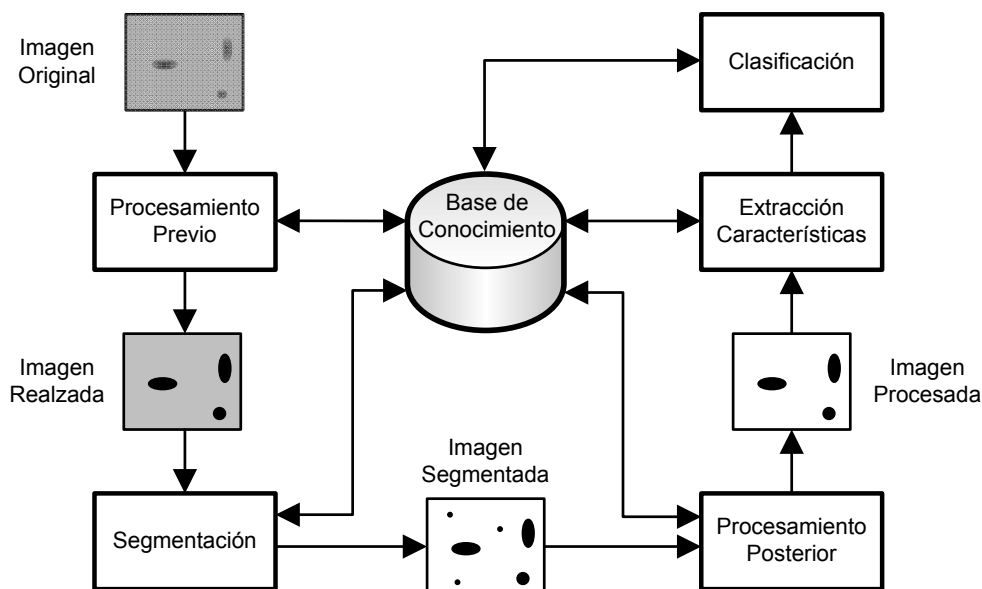 Imagen
Original
Procesamiento
Previo
Imagen
Realzada
Segmentación
Imagen
Segmentada
Base de
Conocimiento
Clasificación
Extracción
Características
Imagen
Procesada
Procesamiento
Posterior